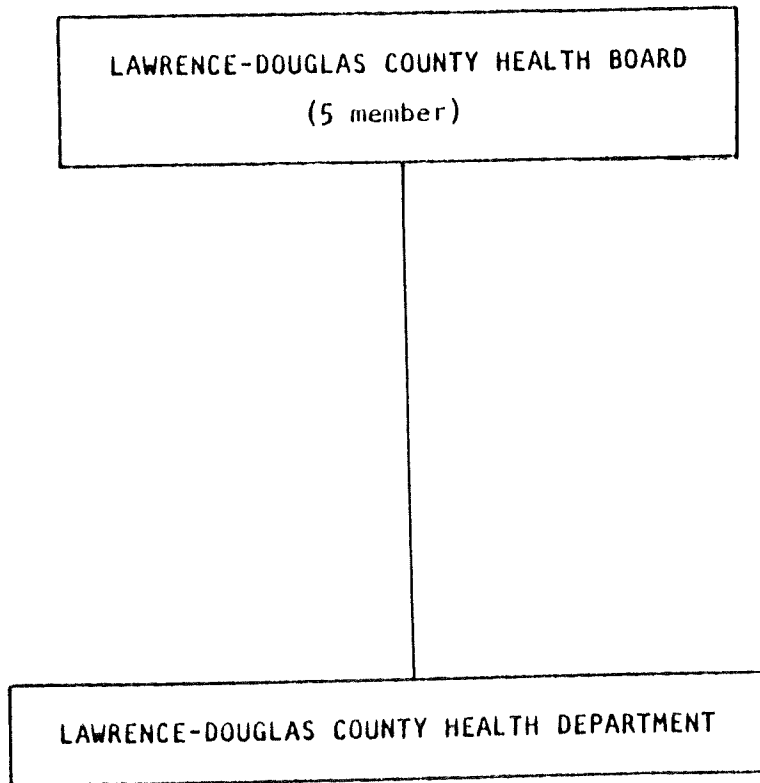 LAWRENCE-DOUGLAS COUNTY HEALTH BOARD
(5 member)
LAWRENCE-DOUGLAS COUNTY HEALTH DEPARTMENT